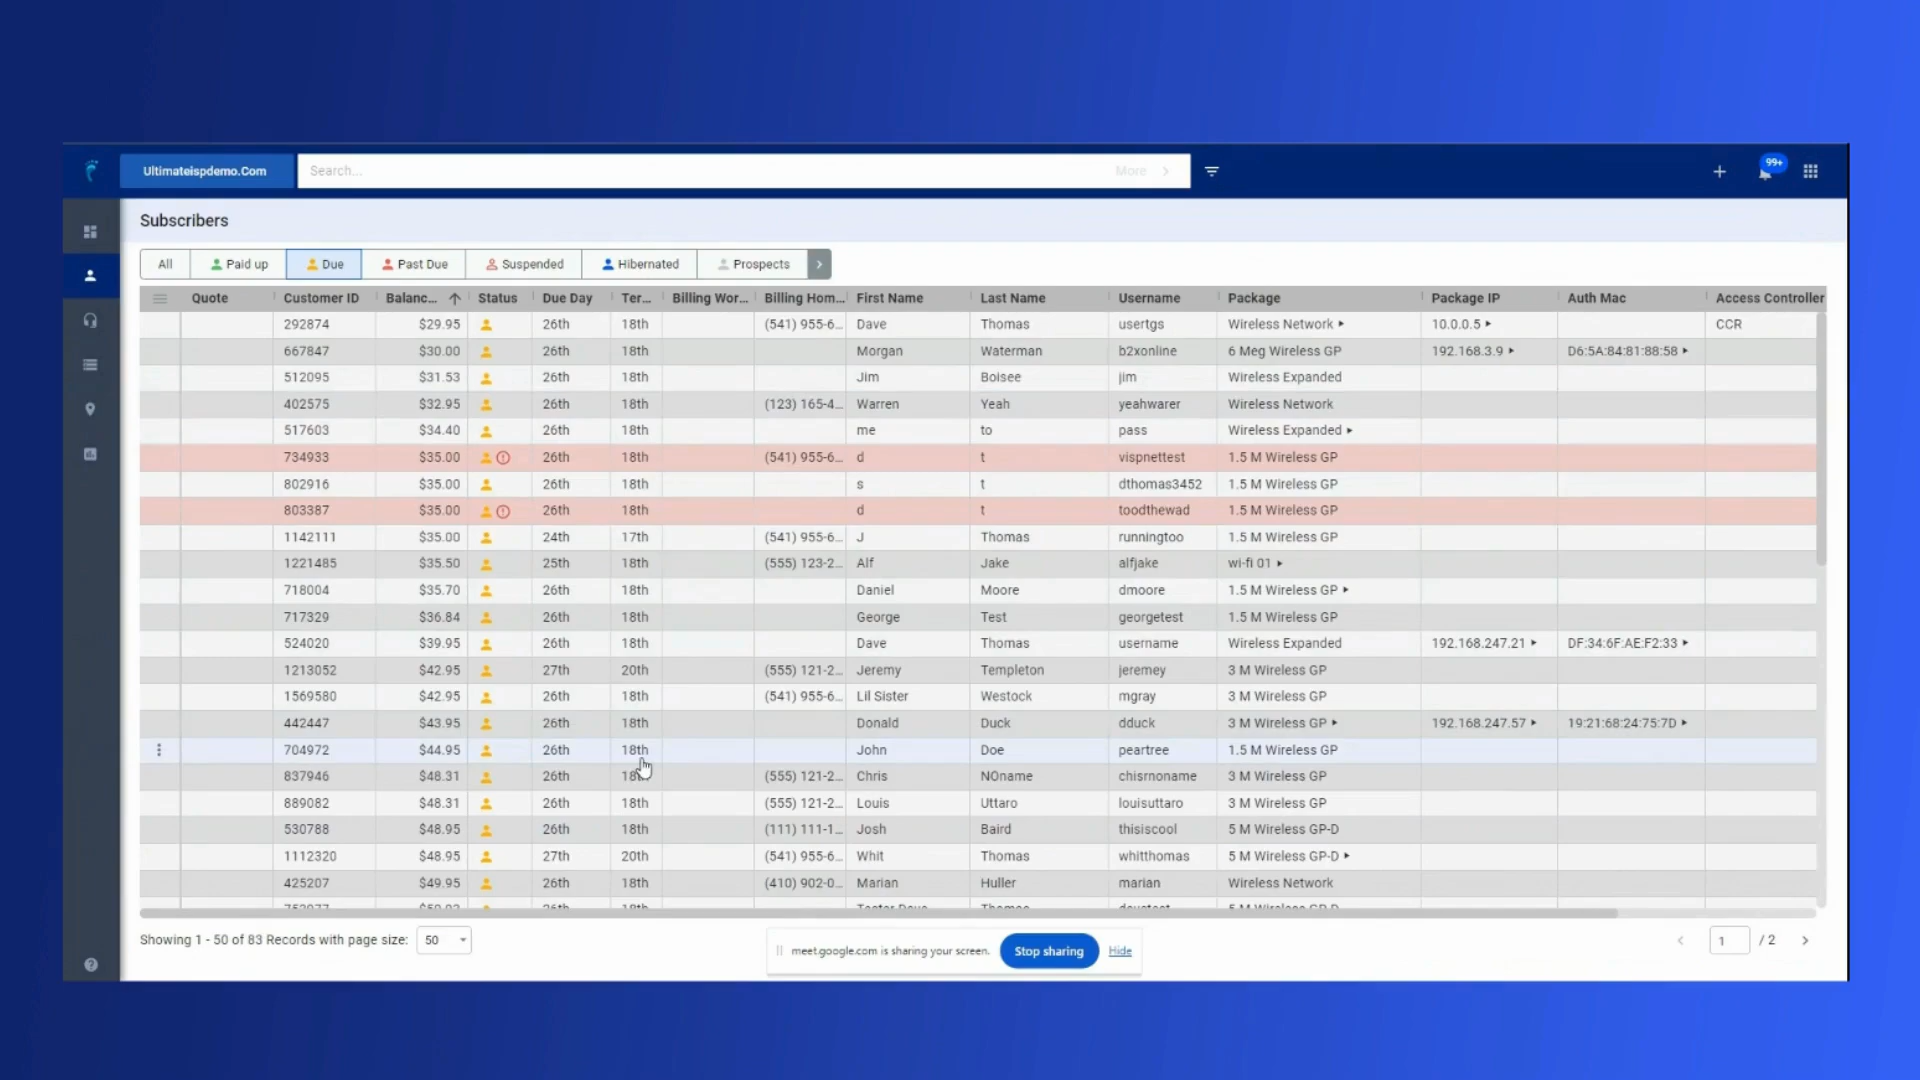 UltimateIspdemo.Com Search... More 99+
Subscribers
All Paid up Due Past Due Suspended Hibernated Prospects
Quote Customer ID Balanc... Status Due Day Ter... Billing Wor... Billing Hom... First Name Last Name Username Package Package IP Auth Mac Access Controller
292874 $29.95 26th 18th (541) 955-6... Dave Thomas usertgs Wireless Network 10.0.0.5 CCR
667847 $30.00 26th 18th Morgan Waterman b2xonline 6 Meg Wireless GP 192.168.3.9 D6:5A:84:81:88:58
512095 $31.53 26th 18th Jim Boisee jim Wireless Expanded
402575 $32.95 26th 18th (123) 165-4... Warren Yeah yeahwarer Wireless Network
517603 $34.40 26th 18th me to pass Wireless Expanded
734933 $35.00 26th 18th (541) 955-6... d t vispnettest 1.5 M Wireless GP
802916 $35.00 26th 18th s t dthomas3452 1.5 M Wireless GP
803387 $35.00 26th 18th d t toodthewad 1.5 M Wireless GP
1142111 $35.00 24th 17th (541) 955-6... J Thomas runningtoo 1.5 M Wireless GP
1221485 $35.50 25th 18th (555) 123-2... Alf Jake alfjake wi-fi 01
718004 $35.70 26th 18th Daniel Moore dmoore 1.5 M Wireless GP
717329 $36.84 26th 18th George Test georgetest 1.5 M Wireless GP
524020 $39.95 26th 18th Dave Thomas username Wireless Expanded 192.168.247.21 DF:34:6F:AE:F2:33
1213052 $42.95 27th 20th (555) 121-2... Jeremy Templeton jeremey 3 M Wireless GP
1569580 $42.95 26th 18th (541) 955-6... Lil Sister Westock mgray 3 M Wireless GP
442447 $43.95 26th 18th Donald Duck dduck 3 M Wireless GP 192.168.247.57 19:21:68:24:75:7D
704972 $44.95 26th 18th John Doe peartree 1.5 M Wireless GP
837946 $48.31 26th (555) 121-2... Chris NOname chisrnoname 3 M Wireless GP
889082 $48.31 26th 18th (555) 121-2... Louis Uttaro louisuttaro 3 M Wireless GP
530788 $48.95 26th 18th (111) 111-1... Josh Baird thisiscool 5 M Wireless GP-D
1112320 $48.95 27th 20th (541) 955-6... Whit Thomas whitthomas 5 M Wireless GP-D
425207 $49.95 26th 18th (410) 902-0... Marian Huller marian Wireless Network
Showing 1 - 50 of 83 Records with page size: 50 meet.google.com is sharing your screen. Stop sharing Hide 1 / 2